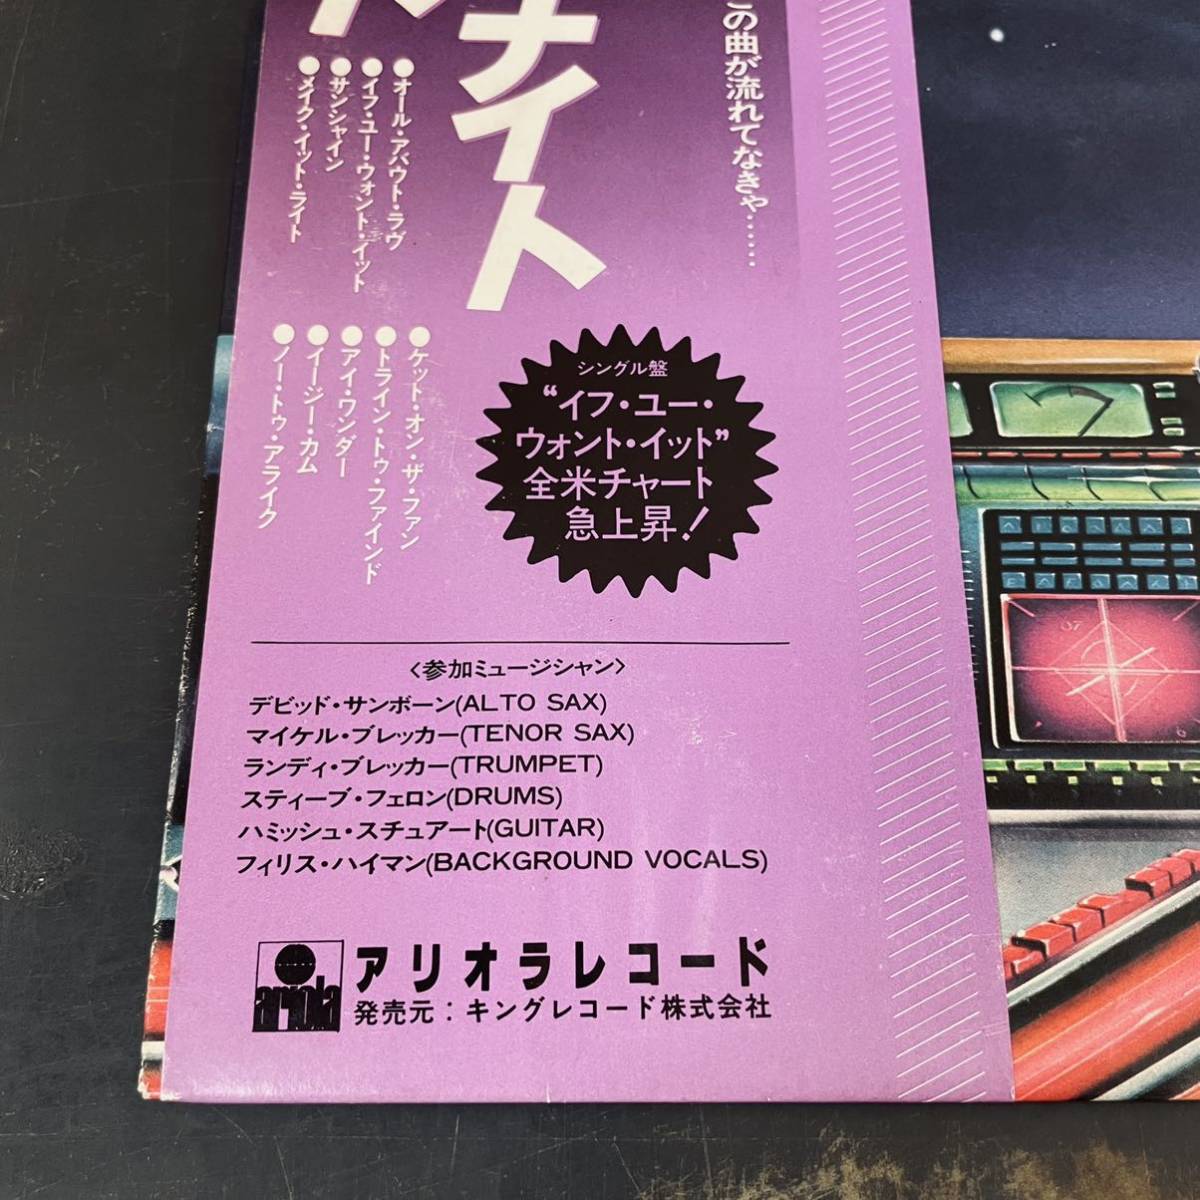 この曲が流れてなきゃ……
ナイト
●オール・アバウト・ラヴ
●イフ・ユー・ウォント・イット
●サンシャイン
●メイク・イット・ライト
●ケット・オン・ザ・ファン
●トライン・トゥ・ファインド
●アイ・ワンダー
●イージー・カム
●ノー・トゥ・アライク
シングル盤
“イフ・ユー・
ウォント・イット”
全米チャート
急上昇！
〈参加ミュージシャン〉
デビッド・サンボーン(ALTO SAX)
マイケル・ブレッカー(TENOR SAX)
ランディ・ブレッカー(TRUMPET)
スティーブ・フェロン(DRUMS)
ハミッシュ・スチュアート(GUITAR)
フィリス・ハイマン(BACKGROUND VOCALS)
ariola
アリオラレコード
発売元：キングレコード株式会社